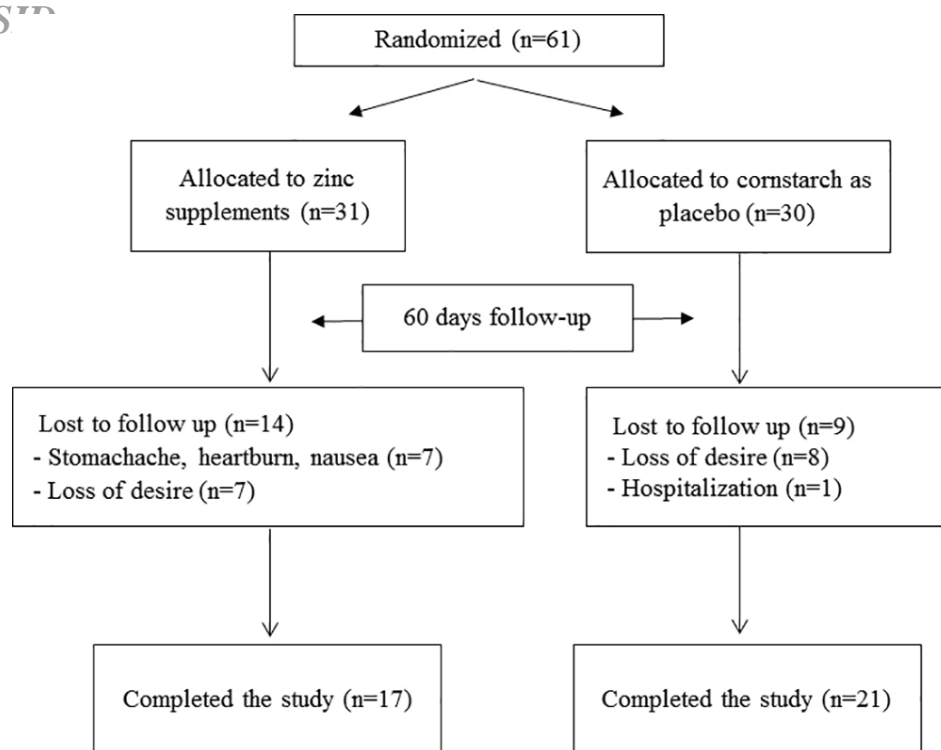 Randomized (n=61)
Allocated to zinc
supplements (n=31)
Allocated to cornstarch as
placebo (n=30)
60 days follow-up
Lost to follow up (n=14)
- Stomachache, heartburn, nausea (n=7)
- Loss of desire (n=7)
Lost to follow up (n=9)
- Loss of desire (n=8)
- Hospitalization (n=1)
Completed the study (n=17)
Completed the study (n=21)